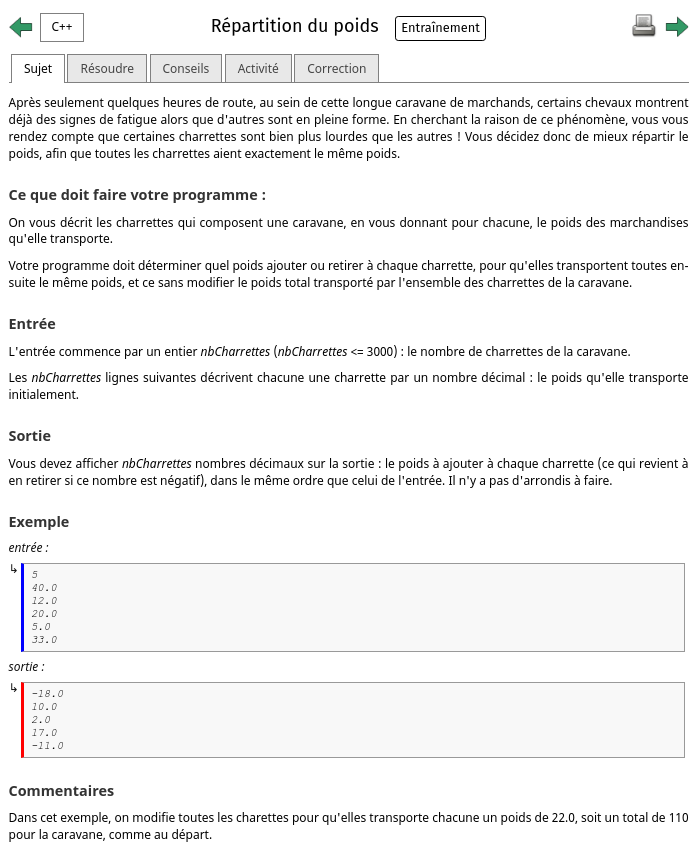 C++
Répartition du poids
Entraînement
Sujet
Résoudre
Conseils
Activité
Correction
Après seulement quelques heures de route, au sein de cette longue caravane de marchands, certains chevaux montrent
déjà des signes de fatigue alors que d'autres sont en pleine forme. En cherchant la raison de ce phénomène, vous vous
rendez compte que certaines charrettes sont bien plus lourdes que les autres ! Vous décidez donc de mieux répartir le
poids, afin que toutes les charrettes aient exactement le même poids.
Ce que doit faire votre programme :
On vous décrit les charrettes qui composent une caravane, en vous donnant pour chacune, le poids des marchandises
qu'elle transporte.
Votre programme doit déterminer quel poids ajouter ou retirer à chaque charrette, pour qu'elles transportent toutes en-
suite le même poids, et ce sans modifier le poids total transporté par l'ensemble des charrettes de la caravane.
Entrée
L'entrée commence par un entier nbCharrettes (nbCharrettes <= 3000) : le nombre de charrettes de la caravane.
Les nbCharrettes lignes suivantes décrivent chacune une charrette par un nombre décimal : le poids qu'elle transporte
initialement.
Sortie
Vous devez afficher nbCharrettes nombres décimaux sur la sortie : le poids à ajouter à chaque charrette (ce qui revient à
en retirer si ce nombre est négatif), dans le même ordre que celui de l'entrée. Il n'y a pas d'arrondis à faire.
Exemple
entrée :
↳
5
40.0
12.0
20.0
5.0
33.0
sortie :
↳
-18.0
10.0
2.0
17.0
-11.0
Commentaires
Dans cet exemple, on modifie toutes les charettes pour qu'elles transporte chacune un poids de 22.0, soit un total de 110
pour la caravane, comme au départ.